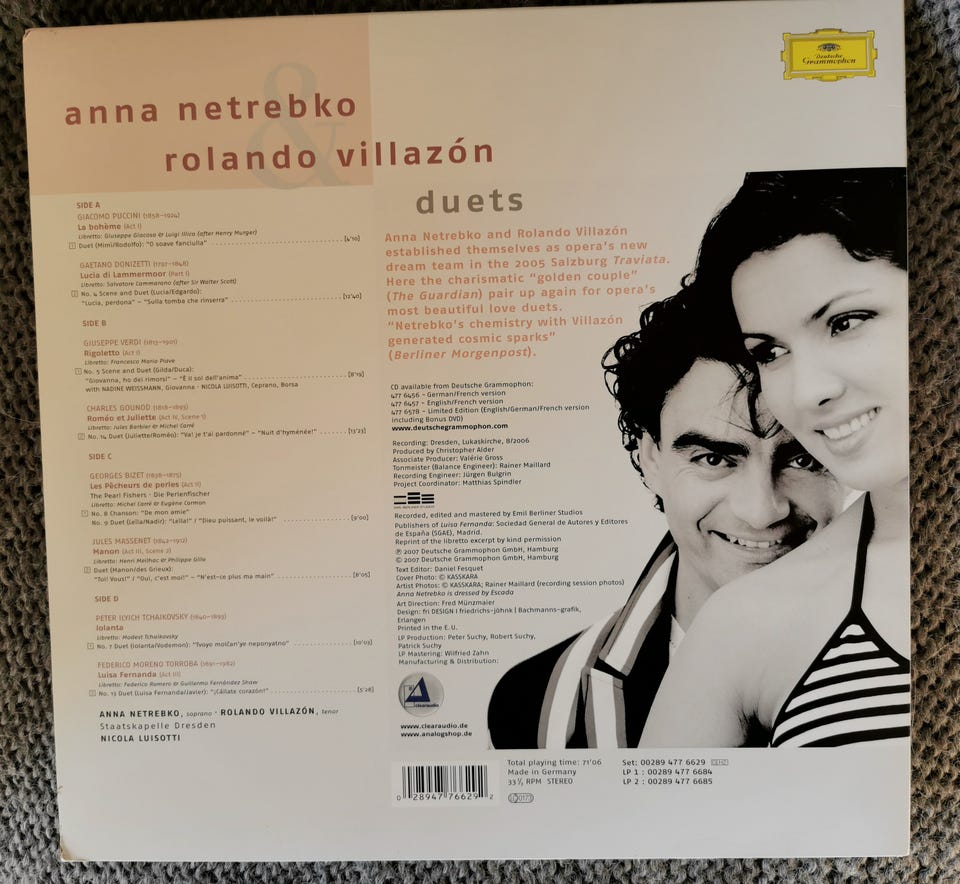 Deutsche
Grammophon
&
anna netrebko
rolando villazón
duets
SIDE A
GIACOMO PUCCINI (1858–1924)
La bohème (Act I)
Libretto: Giuseppe Giacosa & Luigi Illica (after Henry Murger)
1 Duet (Mimì/Rodolfo): "O soave fanciulla" [4'10]
GAETANO DONIZETTI (1797–1848)
Lucia di Lammermoor (Part I)
Libretto: Salvatore Cammarano (after Sir Walter Scott)
2 No. 4 Scene and Duet (Lucia/Edgardo):
"Lucia, perdona" – "Sulla tomba che rinserra" [12'40]
SIDE B
GIUSEPPE VERDI (1813–1901)
Rigoletto (Act I)
Libretto: Francesco Maria Piave
1 No. 5 Scene and Duet (Gilda/Duca):
"Giovanna, ho dei rimorsi" – "È il sol dell'anima" [8'19]
with NADINE WEISSMANN, Giovanna · NICOLA LUISOTTI, Ceprano, Borsa
CHARLES GOUNOD (1818–1893)
Roméo et Juliette (Act IV, Scene 1)
Libretto: Jules Barbier & Michel Carré
2 No. 14 Duet (Juliette/Roméo): "Va! je t'ai pardonné" – "Nuit d'hyménée!" [13'23]
SIDE C
GEORGES BIZET (1838–1875)
Les Pêcheurs de perles (Act II)
The Pearl Fishers · Die Perlenfischer
Libretto: Michel Carré & Eugène Cormon
1 No. 8 Chanson: "De mon amie"
No. 9 Duet (Leïla/Nadir): "Leïla!" / "Dieu puissant, le voilà!" [9'00]
JULES MASSENET (1842–1912)
Manon (Act III, Scene 2)
Libretto: Henri Meilhac & Philippe Gille
2 Duet (Manon/des Grieux):
"Toi! Vous!" / "Oui, c'est moi!" – "N'est-ce plus ma main" [8'05]
SIDE D
PETER ILYICH TCHAIKOVSKY (1840–1893)
Iolanta
Libretto: Modest Tchaikovsky
1 No. 7 Duet (Iolanta/Vodemon): "Tvoyo molčan'ye neponyatno" [10'09]
FEDERICO MORENO TORROBA (1891–1982)
Luisa Fernanda (Act III)
Libretto: Federico Romero & Guillermo Fernández Shaw
2 No. 13 Duet (Luisa Fernanda/Javier): "¡Cállate corazón!" [5'28]
ANNA NETREBKO, soprano · ROLANDO VILLAZÓN, tenor
Staatskapelle Dresden
NICOLA LUISOTTI
Anna Netrebko and Rolando Villazón
established themselves as opera's new
dream team in the 2005 Salzburg Traviata.
Here the charismatic "golden couple"
(The Guardian) pair up again for opera's
most beautiful love duets.
"Netrebko's chemistry with Villazón
generated cosmic sparks"
(Berliner Morgenpost).
CD available from Deutsche Grammophon:
477 6456 – German/French version
477 6457 – English/French version
477 6578 – Limited Edition (English/German/French version
including Bonus DVD)
www.deutschegrammophon.com
Recording: Dresden, Lukaskirche, 8/2006
Produced by Christopher Alder
Associate Producer: Valérie Gross
Tonmeister (Balance Engineer): Rainer Maillard
Recording Engineer: Jürgen Bulgrin
Project Coordinator: Matthias Spindler
EMIL BERLINER STUDIOS
Recorded, edited and mastered by Emil Berliner Studios
Publishers of Luisa Fernanda: Sociedad General de Autores y Editores
de España (SGAE), Madrid.
Reprint of the libretto excerpt by kind permission
℗ 2007 Deutsche Grammophon GmbH, Hamburg
© 2007 Deutsche Grammophon GmbH, Hamburg
Text Editor: Daniel Fesquet
Cover Photo: © KASSKARA
Artist Photos: © KASSKARA; Rainer Maillard (recording session photos)
Anna Netrebko is dressed by Escada
Art Direction: Fred Münzmaier
Design: fri DESIGN I friedrichs-jöhnk | Bachmanns-grafik,
Erlangen
Printed in the E. U.
LP Production: Peter Suchy, Robert Suchy,
Patrick Suchy
LP Mastering: Wilfried Zahn
Manufacturing & Distribution:
clearaudio
www.clearaudio.de
www.analogshop.de
0 28947 76629 2
Total playing time: 71'06
Made in Germany
33 1/3 RPM STEREO
LC 0173
Set: 00289 477 6629 GH2
LP 1 : 00289 477 6684
LP 2 : 00289 477 6685